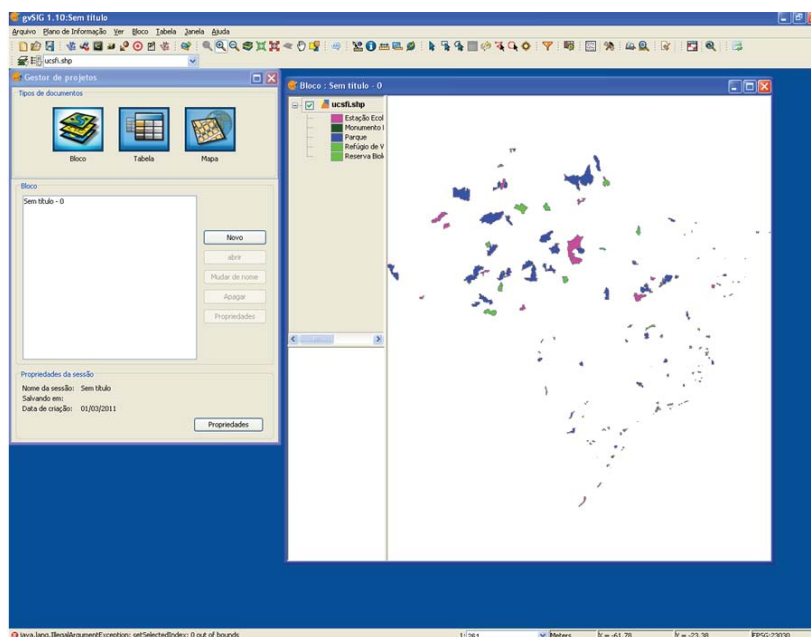 gvSIG 1.10:Sem título
Arquivo Plano de Informação Ver Bloco Tabela Janela Ajuda
ucsfi.shp
Gestor de projetos
Tipos de documentos
Bloco
Tabela
Mapa
Bloco
Sem título - 0
Novo
abrir
Mudar de nome
Apagar
Propriedades
Propriedades da sessão
Nome da sessão: Sem título
Salvando em:
Data de criação: 01/03/2011
Propriedades
Bloco : Sem título - 0
ucsfi.shp
Estação Ecol
Monumento
Parque
Refúgio de V
Reserva Biol
java.lang.IllegalArgumentException: setSelectedIndex: 0 out of bounds
Meters
X = -61.78
Y = -23.38
EPSG:23030